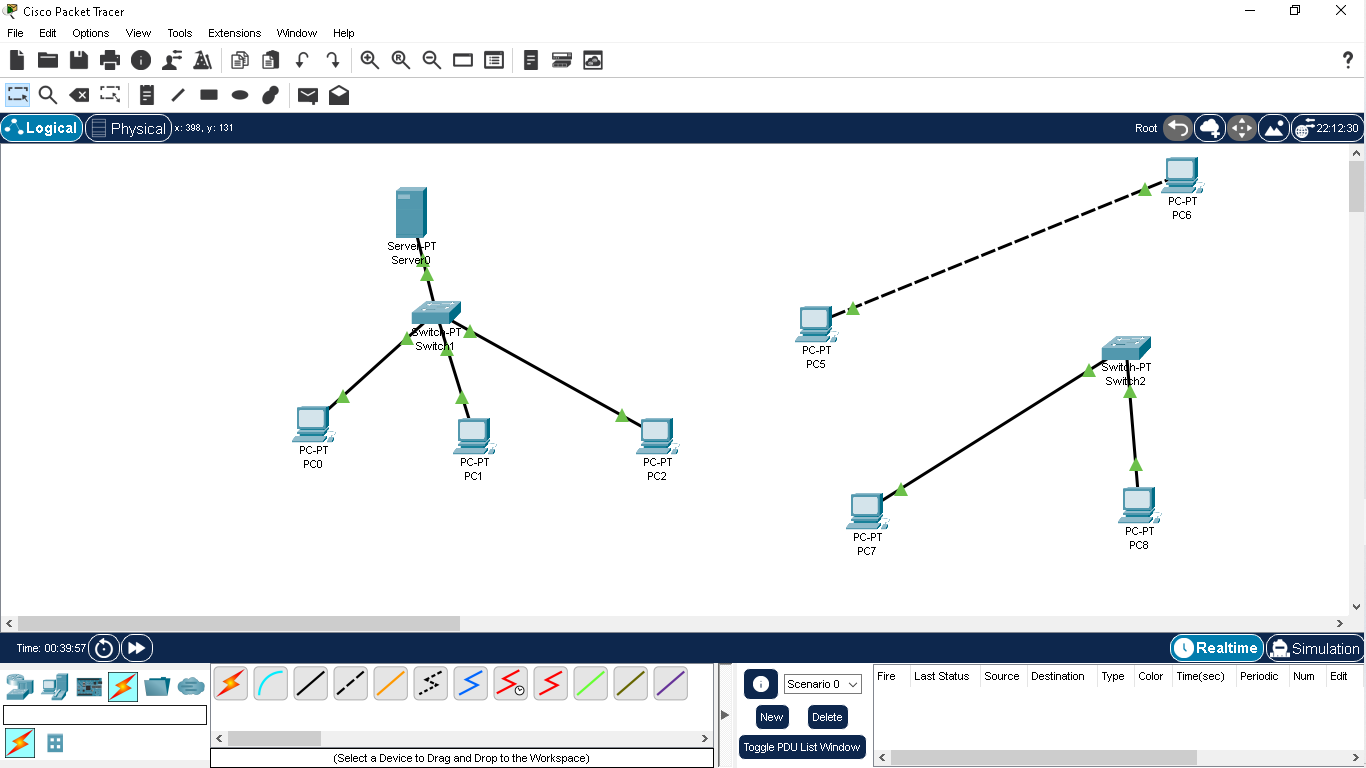 Cisco Packet Tracer
File Edit Options View Tools Extensions Window Help
?
Logical Physical x: 398, y: 131 Root 22:12:30
PC-PT
PC6
Server-PT
Server0
Switch-PT
Switch1
PC-PT
PC5
Switch-PT
Switch2
PC-PT
PC0
PC-PT
PC1
PC-PT
PC2
PC-PT
PC7
PC-PT
PC8
Time: 00:39:57 Realtime Simulation
Scenario 0
Fire Last Status Source Destination Type Color Time(sec) Periodic Num Edit
New Delete
Toggle PDU List Window
(Select a Device to Drag and Drop to the Workspace)